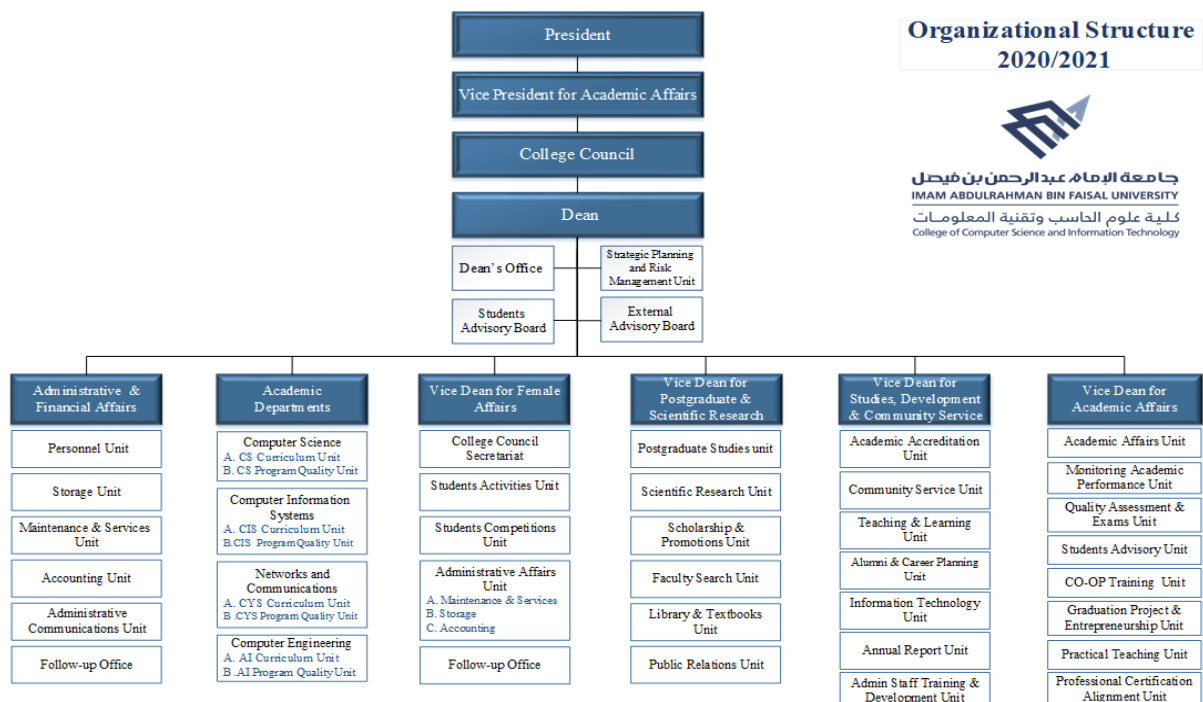 Organizational Structure
2020/2021
جامعة الإمام عبد الرحمن بن فيصل
IMAM ABDULRAHMAN BIN FAISAL UNIVERSITY
كلية علوم الحاسب وتقنية المعلومات
College of Computer Science and Information Technology
President
Vice President for Academic Affairs
College Council
Dean
Dean's Office
Strategic Planning
and Risk
Management Unit
Students
Advisory Board
External
Advisory Board
Administrative &
Financial Affairs
Personnel Unit
Storage Unit
Maintenance & Services
Unit
Accounting Unit
Administrative
Communications Unit
Follow-up Office
Academic
Departments
Computer Science
A. CS Curriculum Unit
B. CS Program Quality Unit
Computer Information
Systems
A. CIS Curriculum Unit
B.CIS Program Quality Unit
Networks and
Communications
A. CYS Curriculum Unit
B.CYS Program Quality Unit
Computer Engineering
A. AI Curriculum Unit
B .AI Program Quality Unit
Vice Dean for Female
Affairs
College Council
Secretariat
Students Activities Unit
Students Competitions
Unit
Administrative Affairs
Unit
A. Maintenance & Services
B. Storage
C. Accounting
Follow-up Office
Vice Dean for
Postgraduate &
Scientific Research
Postgraduate Studies unit
Scientific Research Unit
Scholarship &
Promotions Unit
Faculty Search Unit
Library & Textbooks
Unit
Public Relations Unit
Vice Dean for
Studies, Development
& Community Service
Academic Accreditation
Unit
Community Service Unit
Teaching & Learning
Unit
Alumni & Career Planning
Unit
Information Technology
Unit
Annual Report Unit
Admin Staff Training &
Development Unit
Vice Dean for
Academic Affairs
Academic Affairs Unit
Monitoring Academic
Performance Unit
Quality Assessment &
Exams Unit
Students Advisory Unit
CO-OP Training Unit
Graduation Project &
Entrepreneurship Unit
Practical Teaching Unit
Professional Certification
Alignment Unit